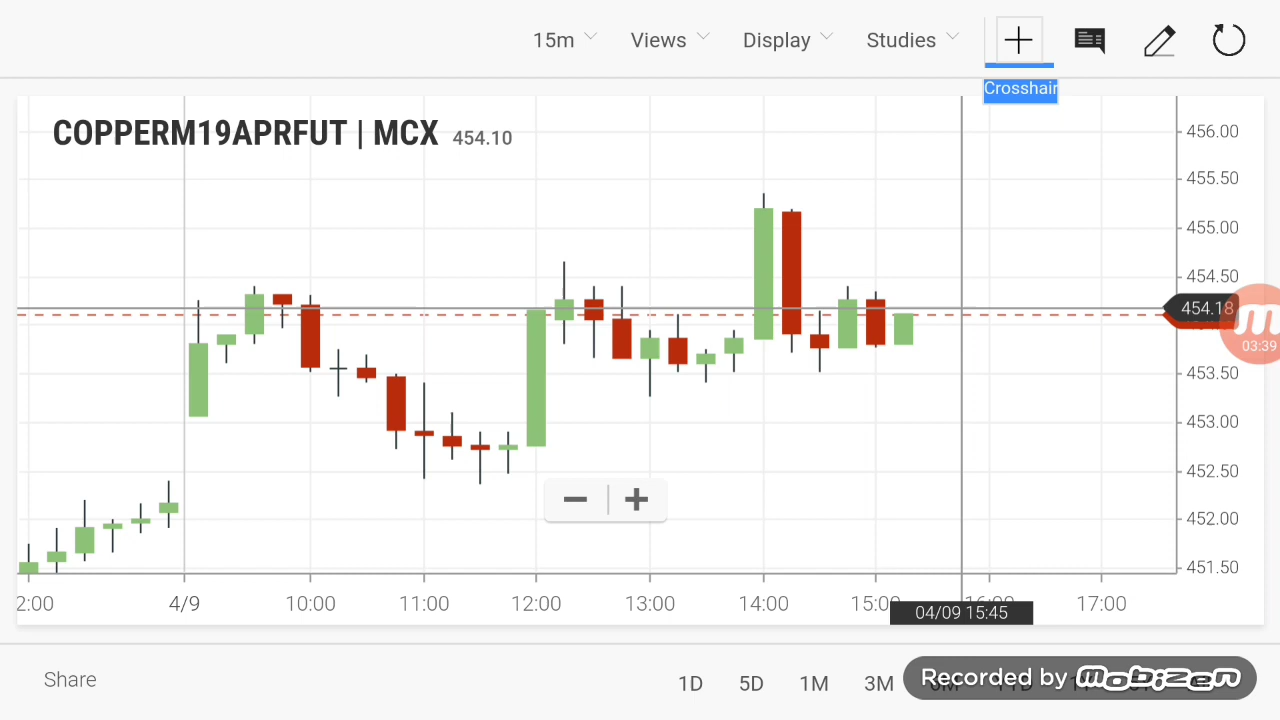 15m Views Display Studies
Crosshair
COPPERM19APRFUT | MCX 454.10
456.00
455.50
455.00
454.50
454.18
03:39
453.50
453.00
452.50
452.00
451.50
2:00 4/9 10:00 11:00 12:00 13:00 14:00 15:00 16:00 17:00
04/09 15:45
Share 1D 5D 1M 3M
Recorded by mobizen